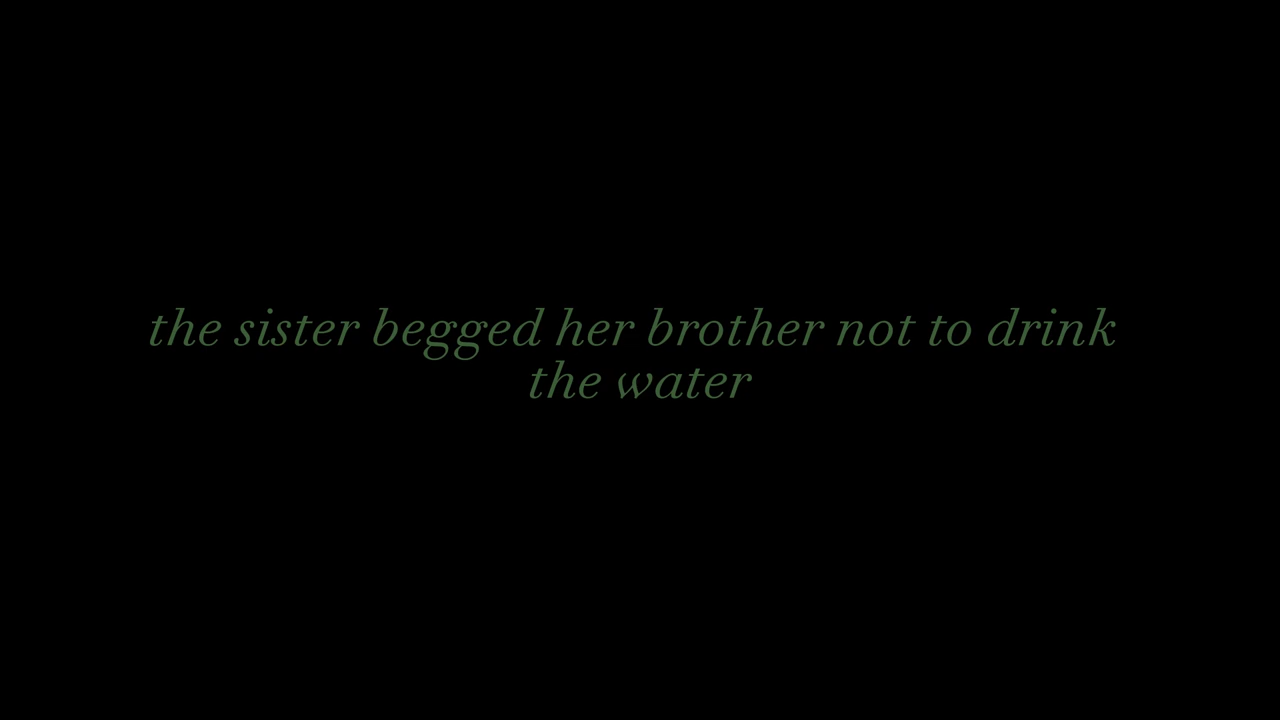 the sister begged her brother not to drink
the water